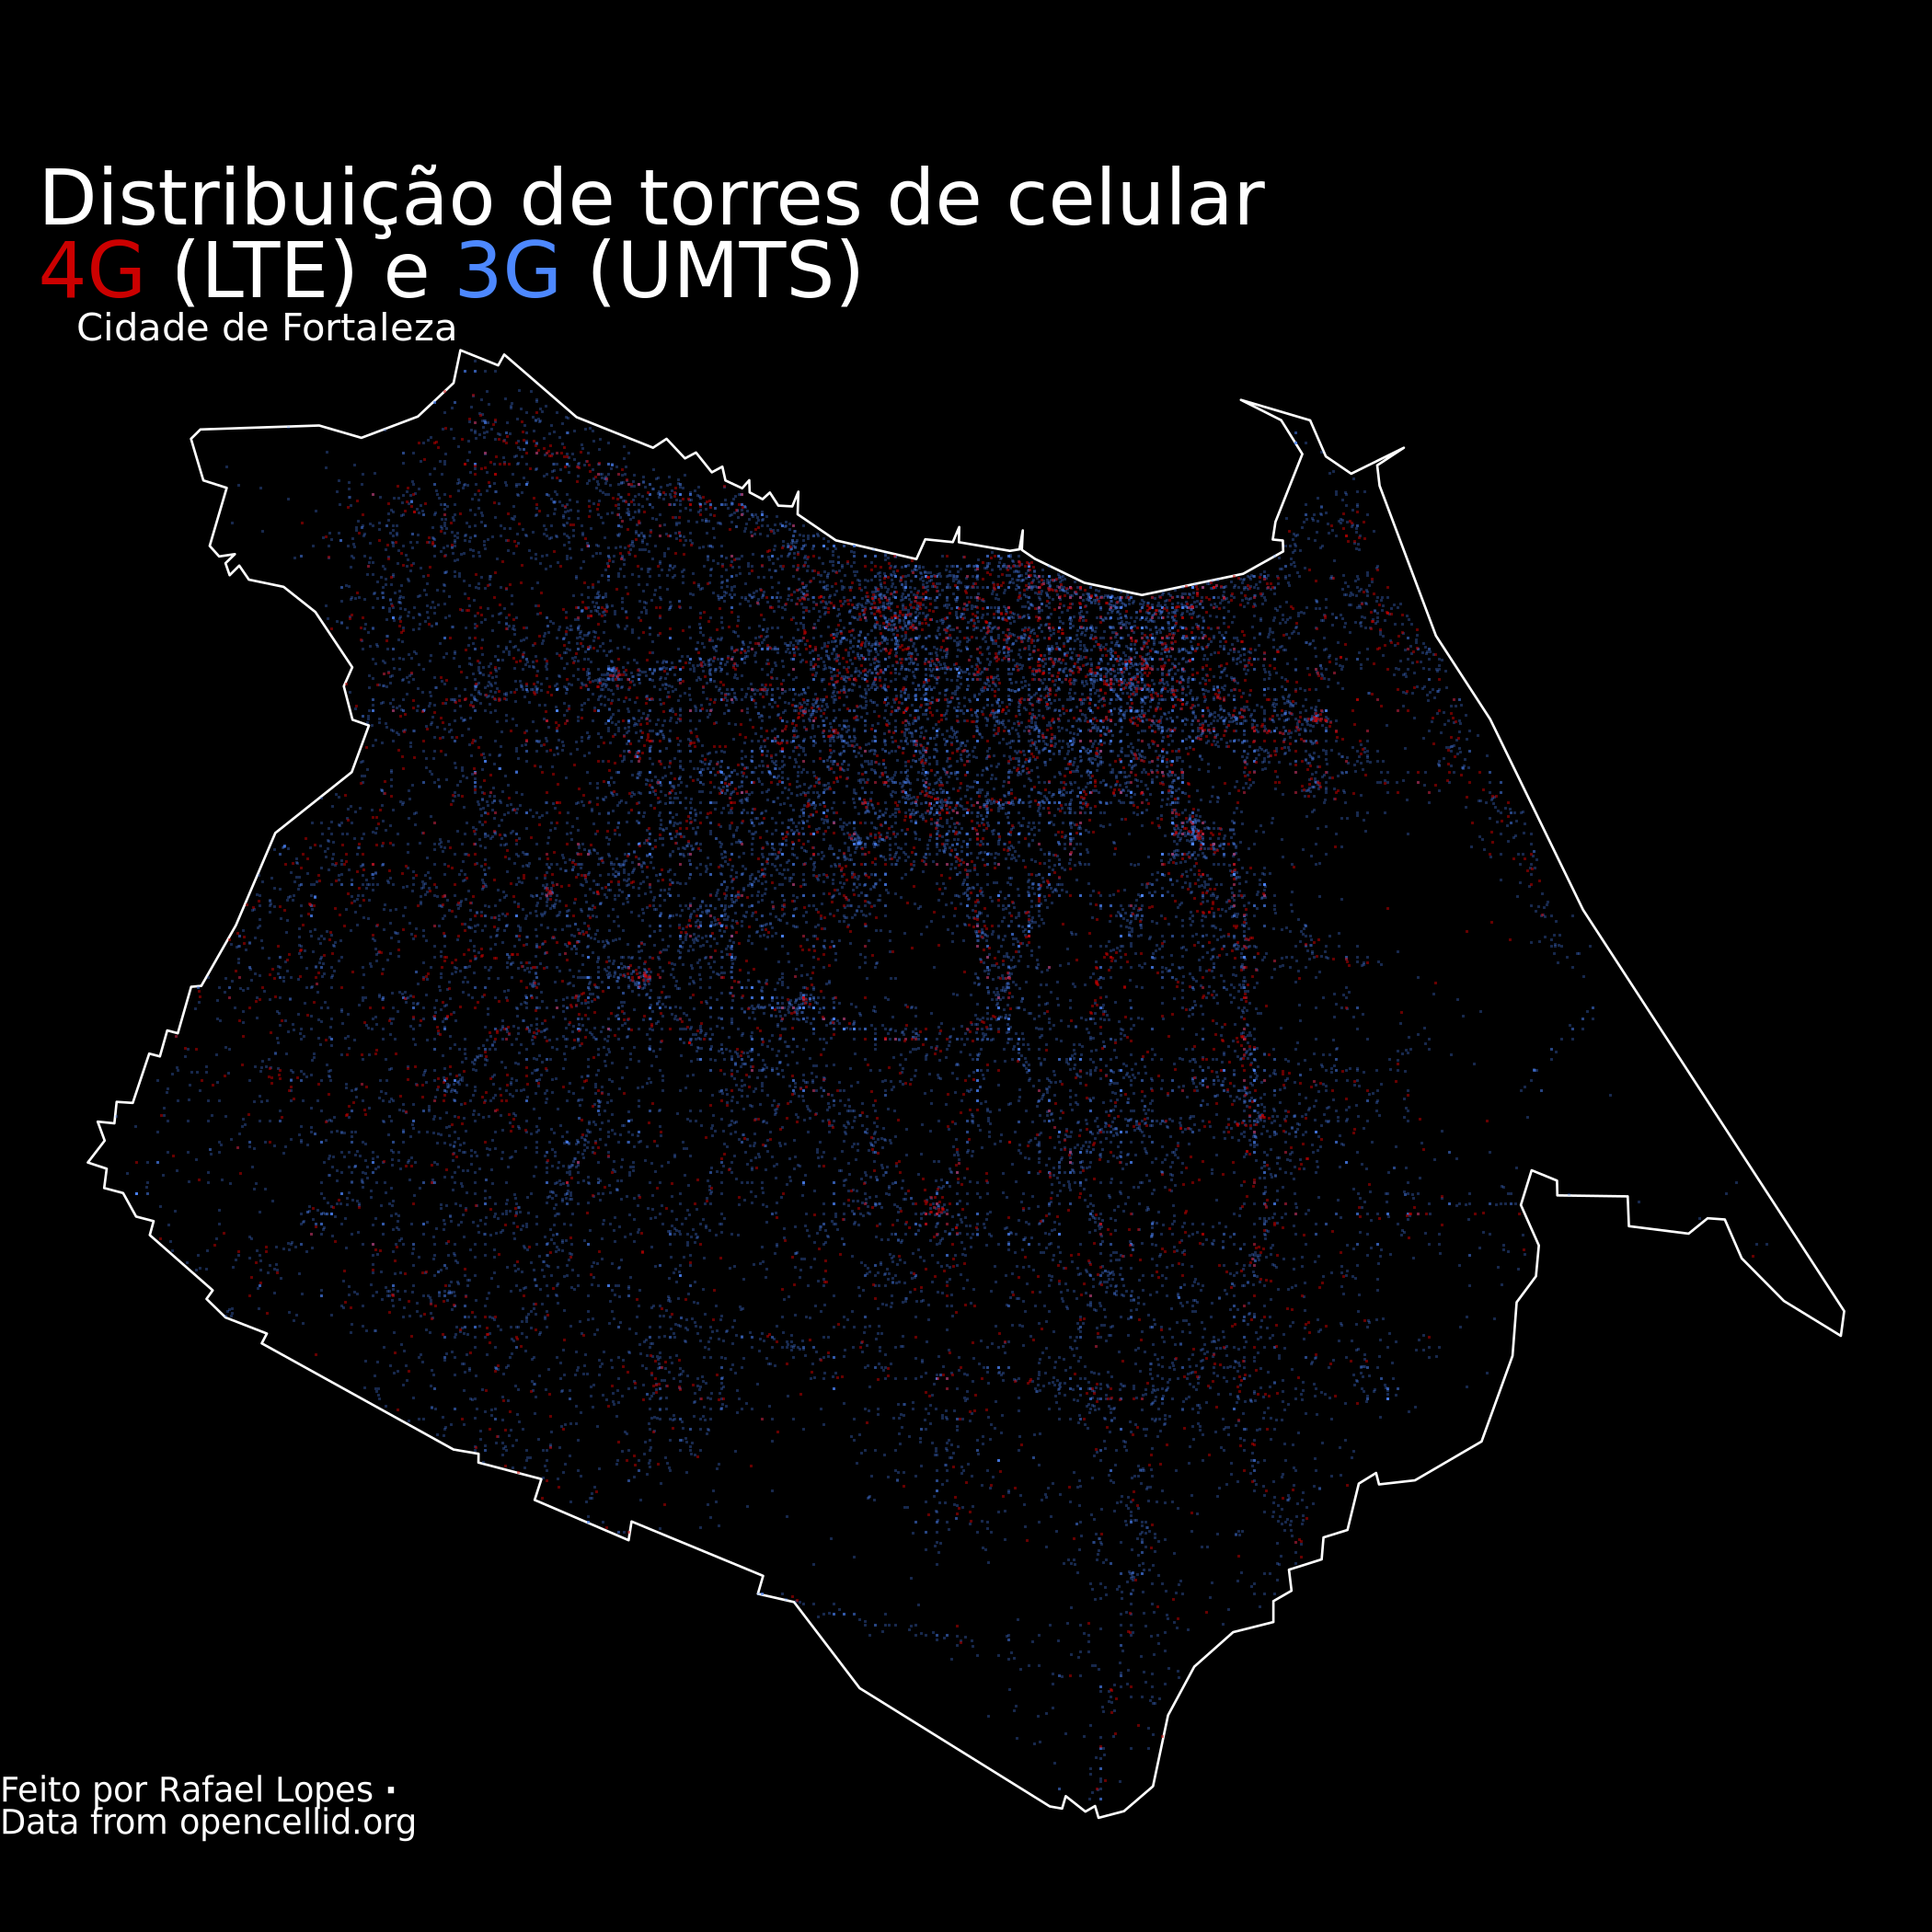 Distribuição de torres de celular
4G (LTE) e 3G (UMTS)
Cidade de Fortaleza
Feito por Rafael Lopes ·
Data from opencellid.org